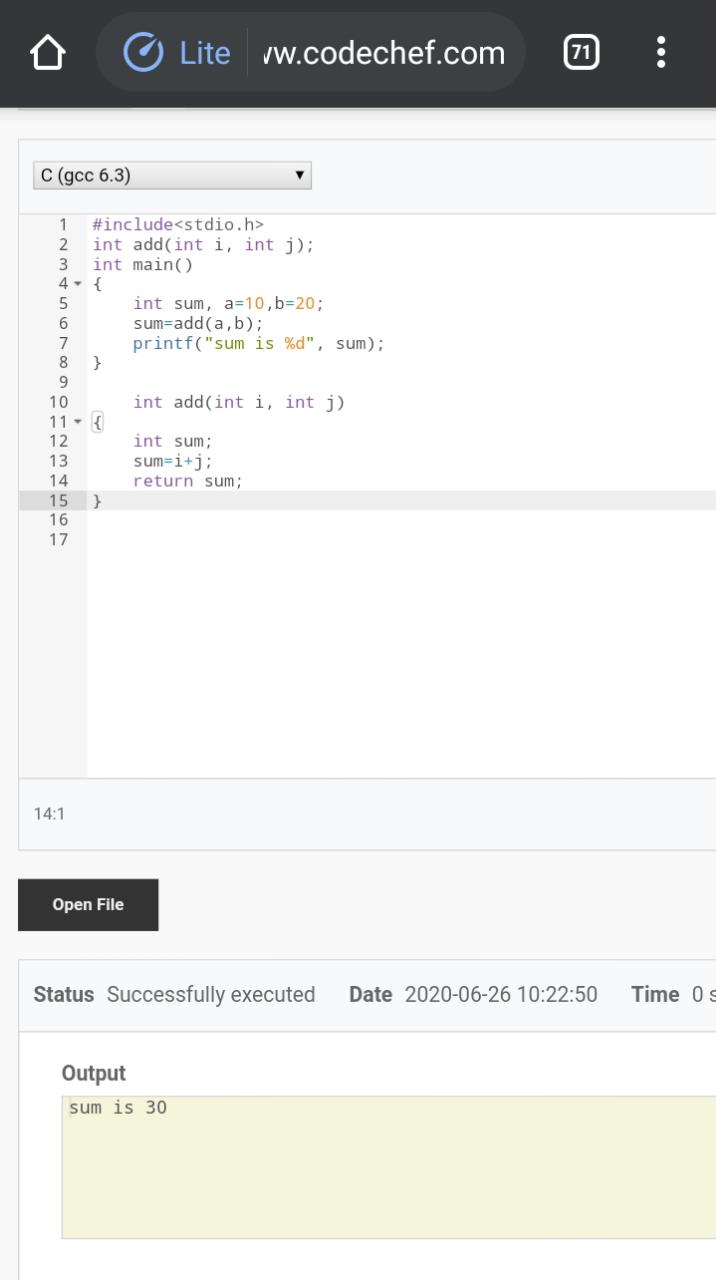 Lite vw.codechef.com 71
C (gcc 6.3)
1 #include<stdio.h>
2 int add(int i, int j);
3 int main()
4 {
5     int sum, a=10,b=20;
6     sum=add(a,b);
7     printf("sum is %d", sum);
8 }
9
10     int add(int i, int j)
11 {
12     int sum;
13     sum=i+j;
14     return sum;
15 }
16
17
14:1
Open File
Status Successfully executed Date 2020-06-26 10:22:50 Time 0 s
Output
sum is 30